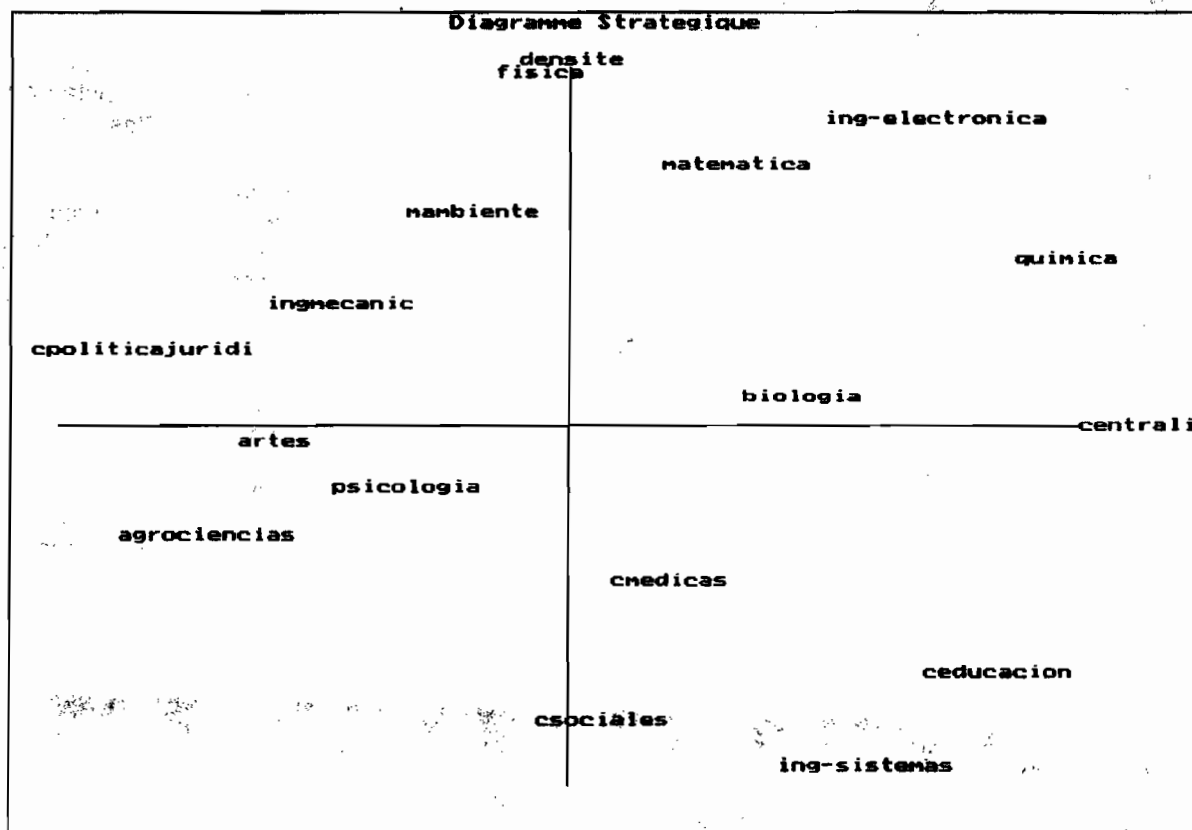 Diagramme Strategique
densite
fisica
ing-electronica
matematica
mambiente
quimica
ingmecanic
cpoliticajuridi
biologia
centrali
artes
psicologia
agrociencias
cmedicas
ceducacion
csociales
ing-sistemas